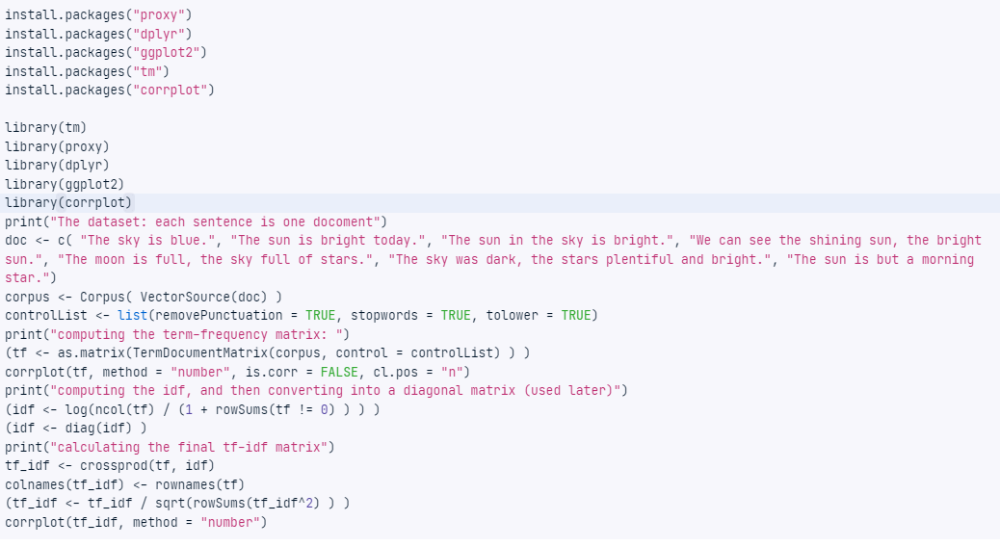 install.packages("proxy")
install.packages("dplyr")
install.packages("ggplot2")
install.packages("tm")
install.packages("corrplot")

library(tm)
library(proxy)
library(dplyr)
library(ggplot2)
library(corrplot)
print("The dataset: each sentence is one docoment")
doc <- c( "The sky is blue.", "The sun is bright today.", "The sun in the sky is bright.", "We can see the shining sun, the bright
sun.", "The moon is full, the sky full of stars.", "The sky was dark, the stars plentiful and bright.", "The sun is but a morning
star.")
corpus <- Corpus( VectorSource(doc) )
controlList <- list(removePunctuation = TRUE, stopwords = TRUE, tolower = TRUE)
print("computing the term-frequency matrix: ")
(tf <- as.matrix(TermDocumentMatrix(corpus, control = controlList) ) )
corrplot(tf, method = "number", is.corr = FALSE, cl.pos = "n")
print("computing the idf, and then converting into a diagonal matrix (used later)")
(idf <- log(ncol(tf) / (1 + rowSums(tf != 0) ) ) )
(idf <- diag(idf) )
print("calculating the final tf-idf matrix")
tf_idf <- crossprod(tf, idf)
colnames(tf_idf) <- rownames(tf)
(tf_idf <- tf_idf / sqrt(rowSums(tf_idf^2) ) )
corrplot(tf_idf, method = "number")